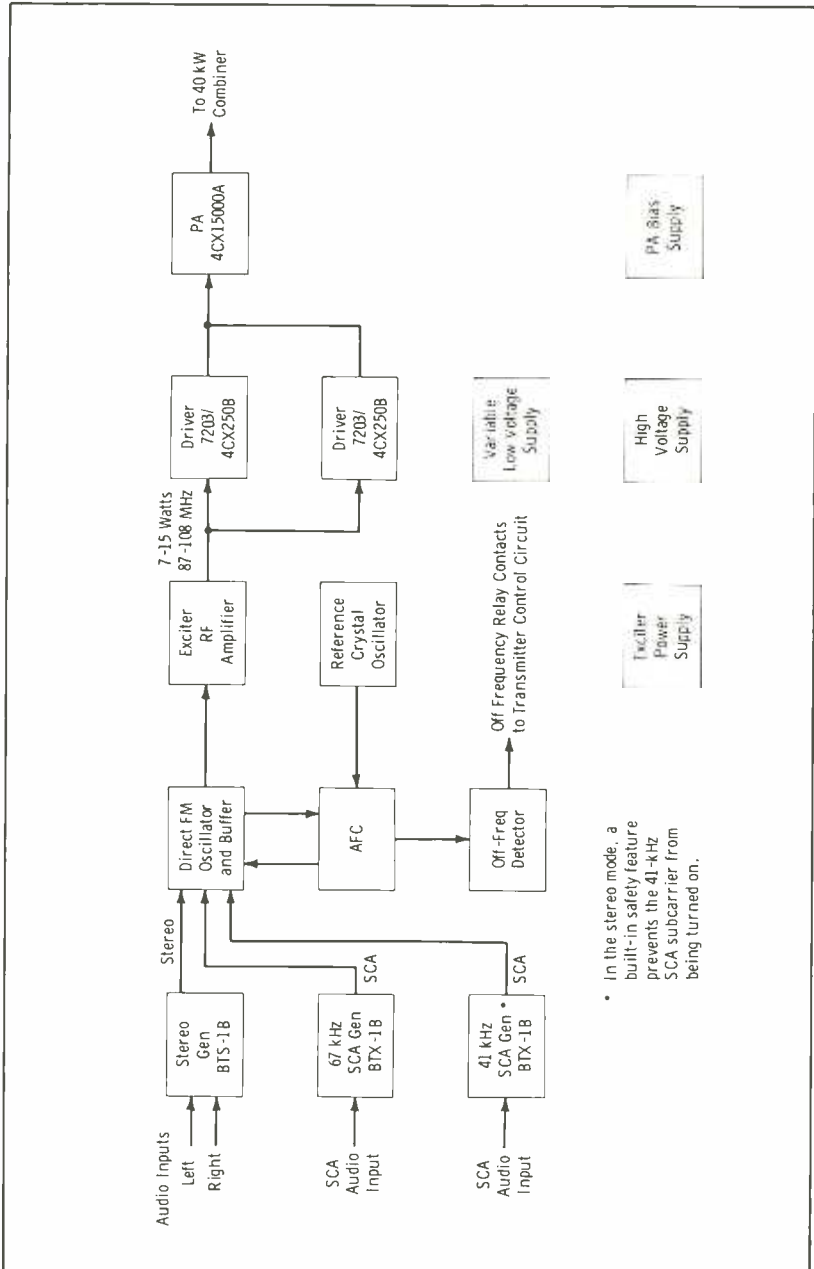 Audio Inputs
Left
Right
Stereo
Gen
BTS-1B
Stereo
SCA
Audio
Input
67 kHz
SCA Gen
BTX-1B
SCA
SCA
Audio
Input
41 kHz
SCA Gen •
BTX-1B
SCA
Direct FM
Oscillator
and Buffer
AFC
Off-Freq
Detector
Exciter
RF
Amplifier
Reference
Crystal
Oscillator
Off Frequency Relay Contacts
to Transmitter Control Circuit
7-15 Watts
87-108 MHz
Driver
7203/
4CX250B
Driver
7203/
4CX250B
PA
4CX15000A
To 40 kW
Combiner
Variable
Low Voltage
Supply
Exciter
Power
Supply
High
Voltage
Supply
PA Bias
Supply
• In the stereo mode, a
built-in safety feature
prevents the 41-kHz
SCA subcarrier from
being turned on.